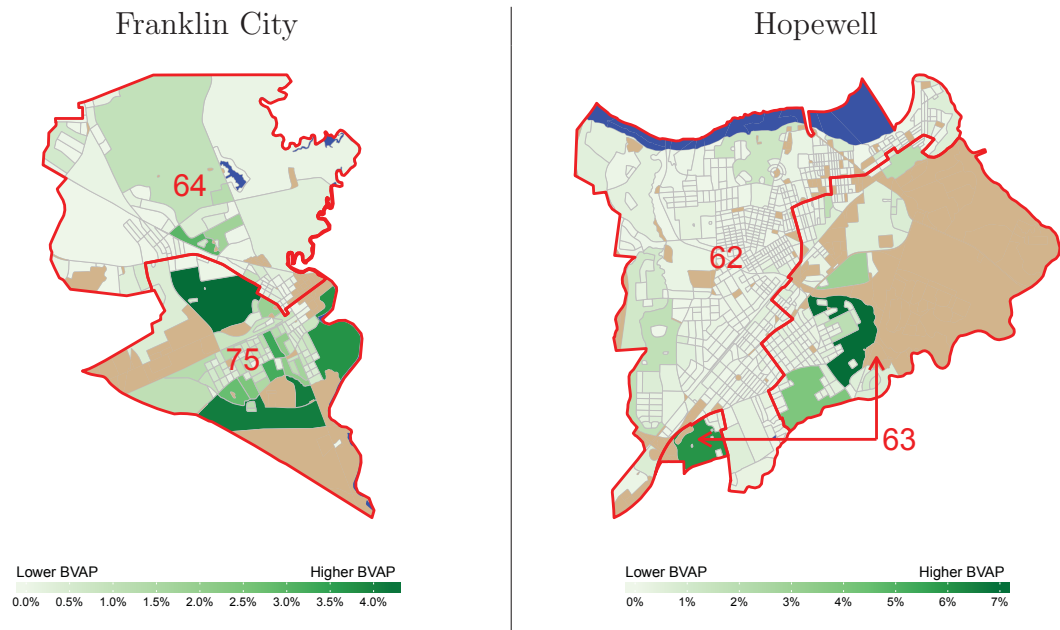 Franklin City
64
75
Lower BVAP Higher BVAP
0.0% 0.5% 1.0% 1.5% 2.0% 2.5% 3.0% 3.5% 4.0%
Hopewell
62
63
Lower BVAP Higher BVAP
0% 1% 2% 3% 4% 5% 6% 7%